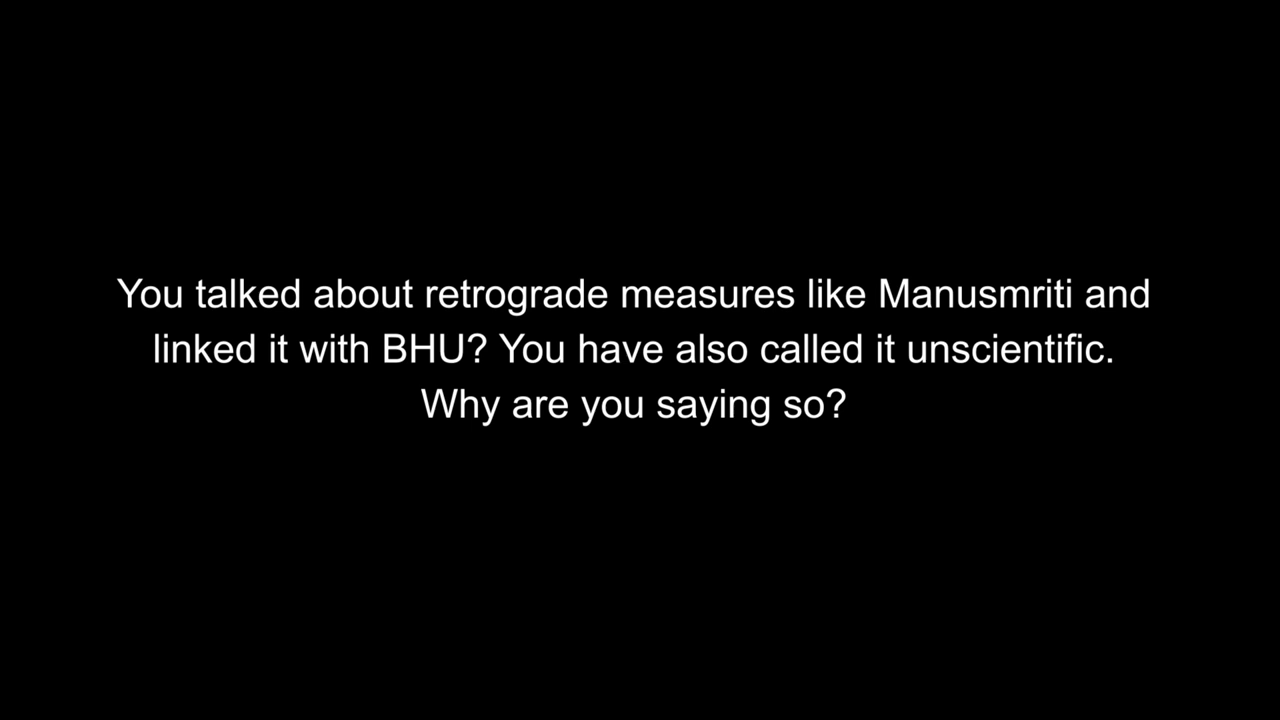 You talked about retrograde measures like Manusmriti and
linked it with BHU? You have also called it unscientific.
Why are you saying so?